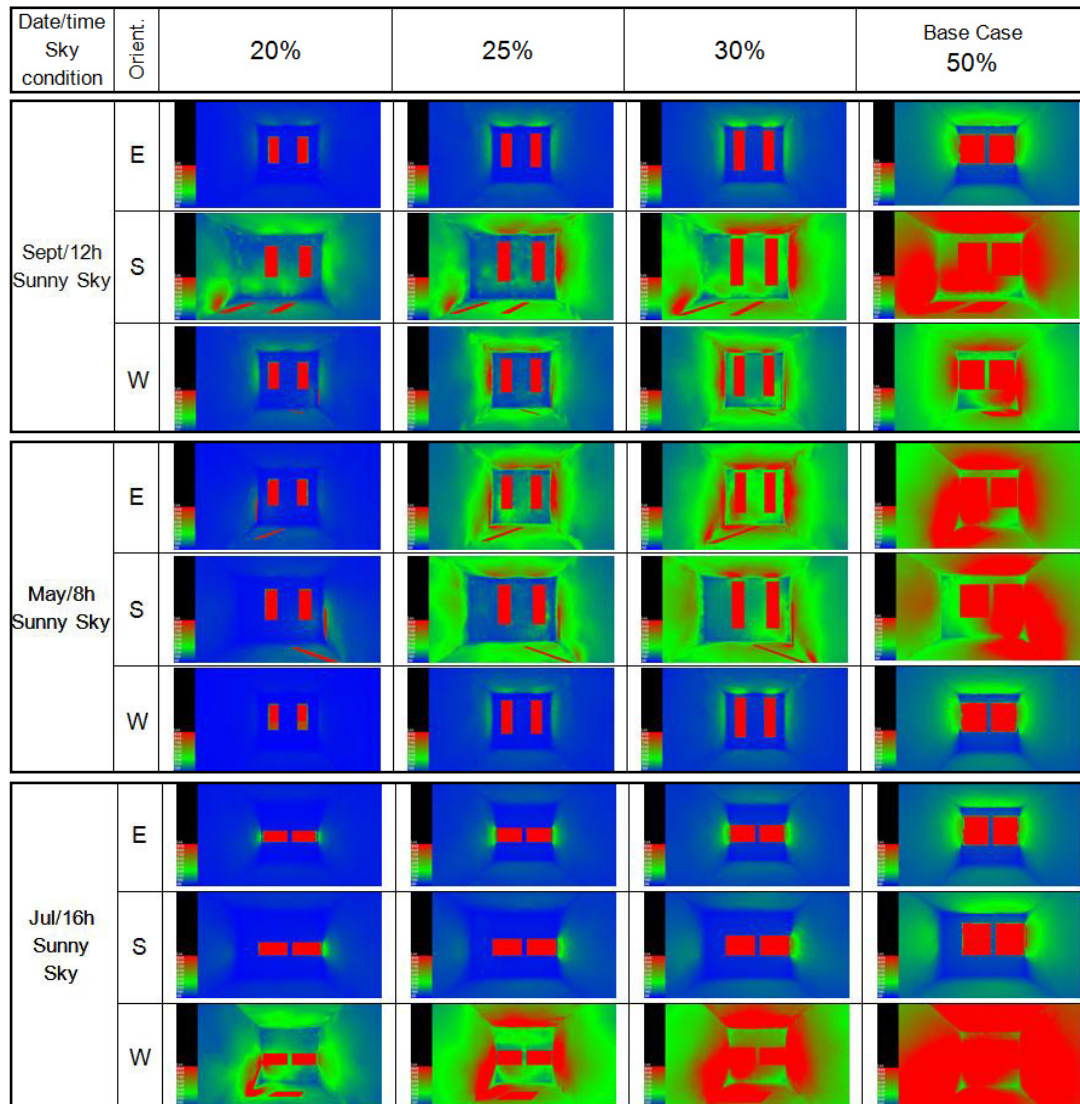 Date/time
Sky
condition
Orient.
20%
25%
30%
Base Case
50%
Sept/12h
Sunny Sky
E
S
W
May/8h
Sunny Sky
E
S
W
Jul/16h
Sunny
Sky
E
S
W